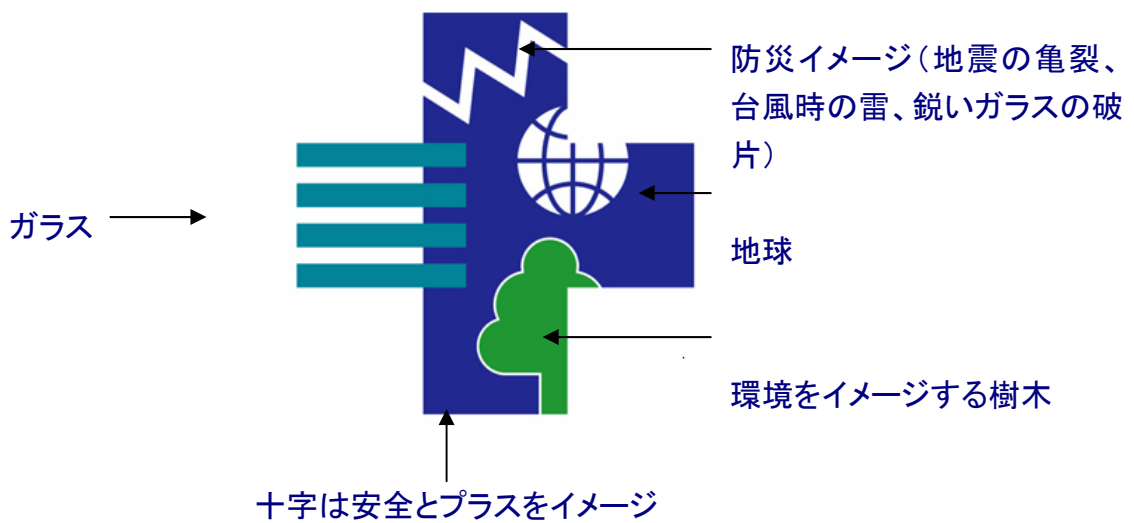 防災イメージ（地震の亀裂、
台風時の雷、鋭いガラスの破
片）
ガラス
地球
環境をイメージする樹木
十字は安全とプラスをイメージ